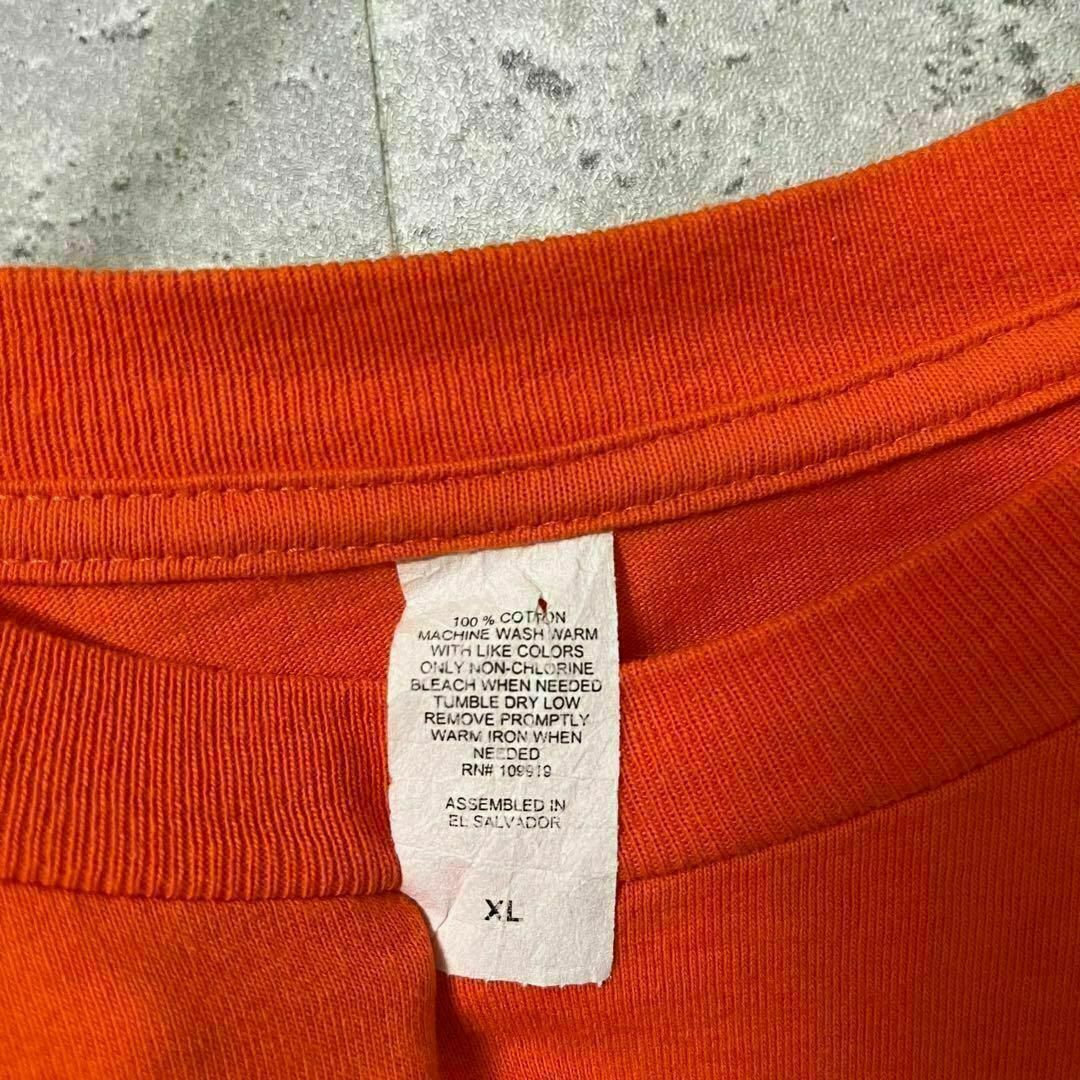 100 % COTTON
MACHINE WASH WARM
WITH LIKE COLORS
ONLY NON-CHLORINE
BLEACH WHEN NEEDED
TUMBLE DRY LOW
REMOVE PROMPTLY
WARM IRON WHEN
NEEDED
RN# 109919
ASSEMBLED IN
EL SALVADOR
XL